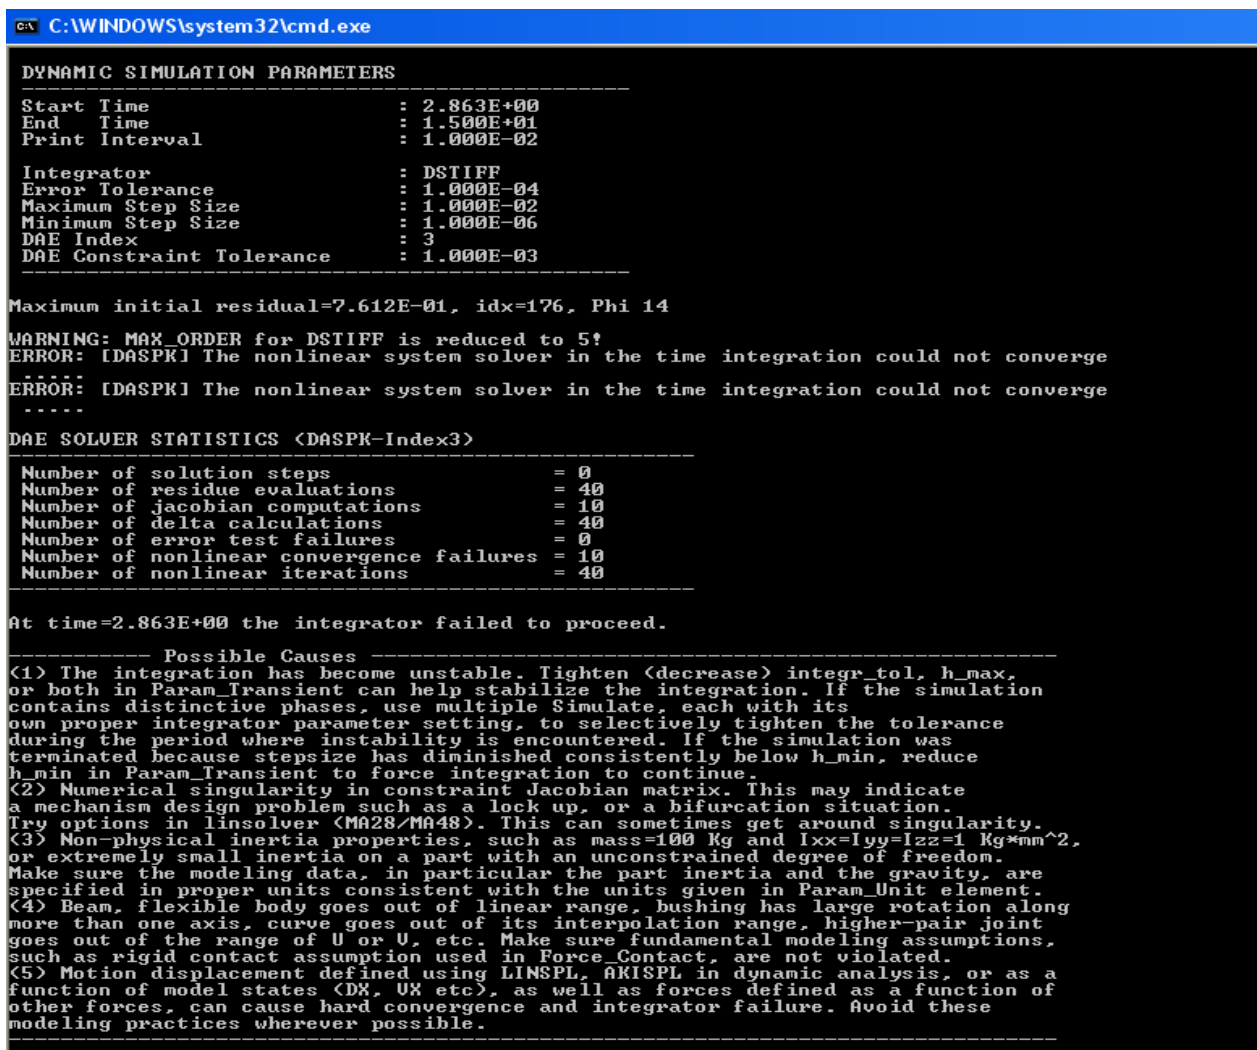 C:\WINDOWS\system32\cmd.exe
DYNAMIC SIMULATION PARAMETERS
Start Time : 2.863E+00
End Time : 1.500E+01
Print Interval : 1.000E-02
Integrator : DSTIFF
Error Tolerance : 1.000E-04
Maximum Step Size : 1.000E-02
Minimum Step Size : 1.000E-06
DAE Index : 3
DAE Constraint Tolerance : 1.000E-03
Maximum initial residual=7.612E-01, idx=176, Phi 14
WARNING: MAX_ORDER for DSTIFF is reduced to 5!
ERROR: [DASPK] The nonlinear system solver in the time integration could not converge
.....
ERROR: [DASPK] The nonlinear system solver in the time integration could not converge
.....
DAE SOLVER STATISTICS (DASPK-Index3)
Number of solution steps = 0
Number of residue evaluations = 40
Number of jacobian computations = 10
Number of delta calculations = 40
Number of error test failures = 0
Number of nonlinear convergence failures = 10
Number of nonlinear iterations = 40
At time=2.863E+00 the integrator failed to proceed.
----------- Possible Causes -----------------------------------------------------
(1) The integration has become unstable. Tighten (decrease) integr_tol, h_max,
or both in Param_Transient can help stabilize the integration. If the simulation
contains distinctive phases, use multiple Simulate, each with its
own proper integrator parameter setting, to selectively tighten the tolerance
during the period where instability is encountered. If the simulation was
terminated because stepsize has diminished consistently below h_min, reduce
h_min in Param_Transient to force integration to continue.
(2) Numerical singularity in constraint Jacobian matrix. This may indicate
a mechanism design problem such as a lock up, or a bifurcation situation.
Try options in linsolver (MA28/MA48). This can sometimes get around singularity.
(3) Non-physical inertia properties, such as mass=100 Kg and Ixx=Iyy=Izz=1 Kg*mm^2,
or extremely small inertia on a part with an unconstrained degree of freedom.
Make sure the modeling data, in particular the part inertia and the gravity, are
specified in proper units consistent with the units given in Param_Unit element.
(4) Beam, flexible body goes out of linear range, bushing has large rotation along
more than one axis, curve goes out of its interpolation range, higher-pair joint
goes out of the range of U or V, etc. Make sure fundamental modeling assumptions,
such as rigid contact assumption used in Force_Contact, are not violated.
(5) Motion displacement defined using LINSPL, AKISPL in dynamic analysis, or as a
function of model states (DX, VX etc), as well as forces defined as a function of
other forces, can cause hard convergence and integrator failure. Avoid these
modeling practices wherever possible.